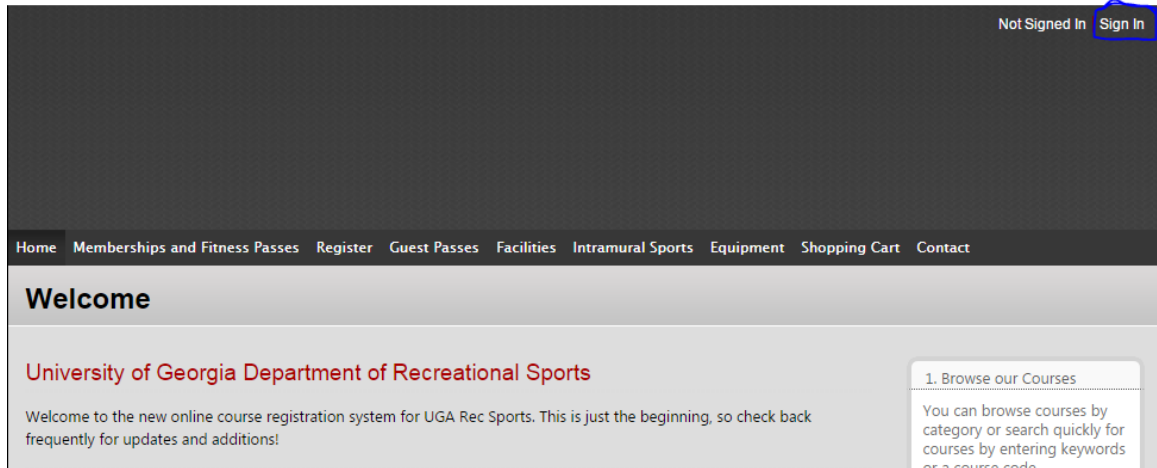 Not Signed In Sign In
Home Memberships and Fitness Passes Register Guest Passes Facilities Intramural Sports Equipment Shopping Cart Contact
Welcome
University of Georgia Department of Recreational Sports
Welcome to the new online course registration system for UGA Rec Sports. This is just the beginning, so check back
frequently for updates and additions!
1. Browse our Courses
You can browse courses by
category or search quickly for
courses by entering keywords
or a course code